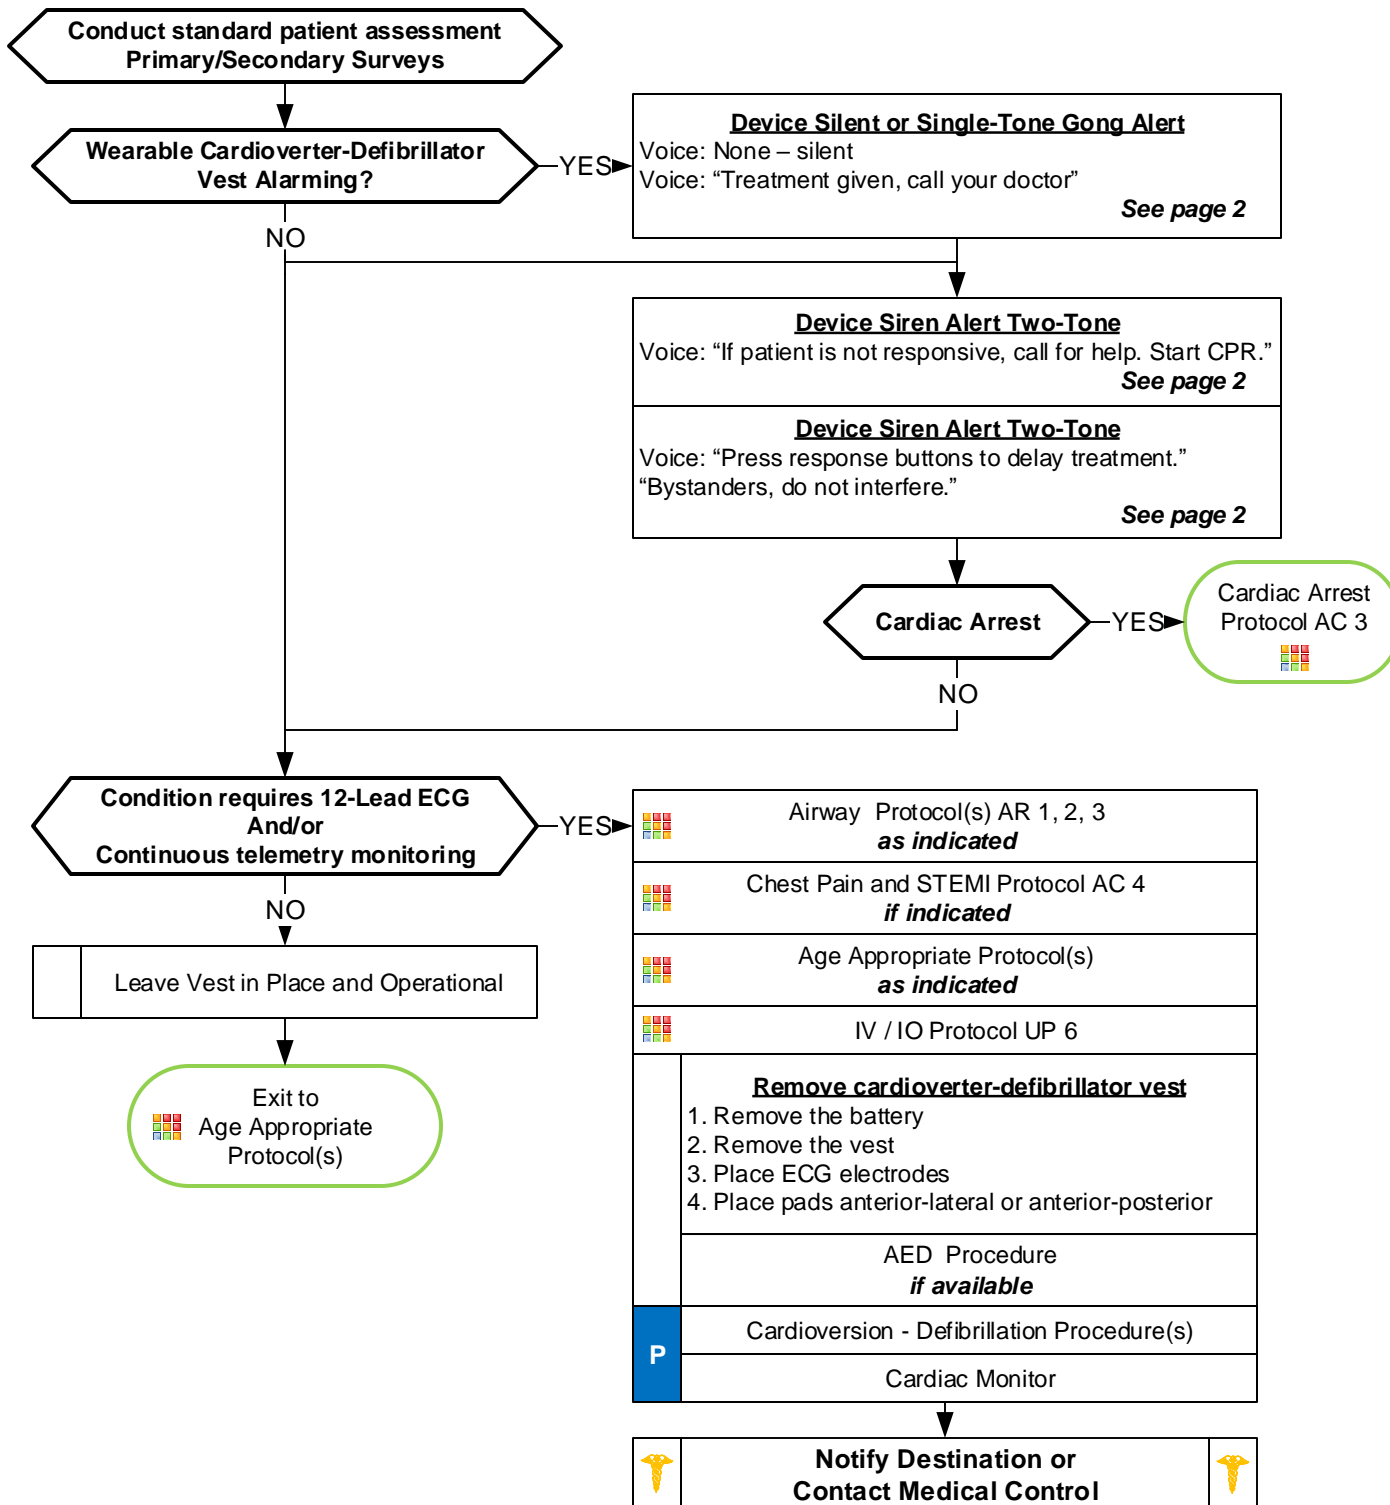 Conduct standard patient assessment
Primary/Secondary Surveys
Wearable Cardioverter-Defibrillator
Vest Alarming?
YES
NO
Device Silent or Single-Tone Gong Alert
Voice: None – silent
Voice: “Treatment given, call your doctor”
See page 2
Device Siren Alert Two-Tone
Voice: “If patient is not responsive, call for help. Start CPR.”
See page 2
Device Siren Alert Two-Tone
Voice: “Press response buttons to delay treatment.”
“Bystanders, do not interfere.”
See page 2
Cardiac Arrest
YES
NO
Cardiac Arrest
Protocol AC 3
Condition requires 12-Lead ECG
And/or
Continuous telemetry monitoring
YES
NO
Leave Vest in Place and Operational
Exit to
Age Appropriate
Protocol(s)
Airway Protocol(s) AR 1, 2, 3
as indicated
Chest Pain and STEMI Protocol AC 4
if indicated
Age Appropriate Protocol(s)
as indicated
IV / IO Protocol UP 6
Remove cardioverter-defibrillator vest
1. Remove the battery
2. Remove the vest
3. Place ECG electrodes
4. Place pads anterior-lateral or anterior-posterior
AED Procedure
if available
P
Cardioversion - Defibrillation Procedure(s)
Cardiac Monitor
Notify Destination or
Contact Medical Control